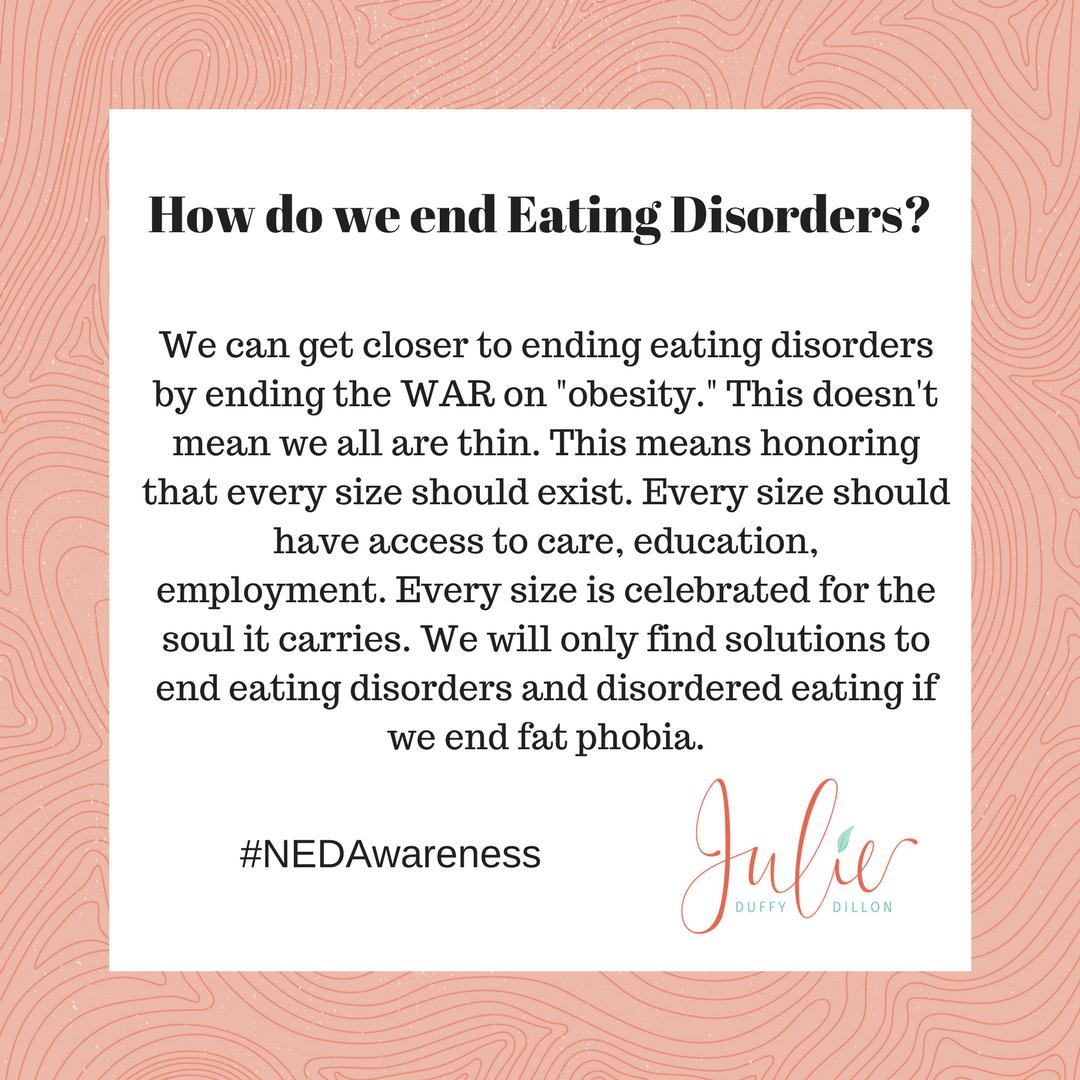 How do we end Eating Disorders?
We can get closer to ending eating disorders
by ending the WAR on "obesity." This doesn't
mean we all are thin. This means honoring
that every size should exist. Every size should
have access to care, education,
employment. Every size is celebrated for the
soul it carries. We will only find solutions to
end eating disorders and disordered eating if
we end fat phobia.
#NEDAwareness
Julie
DUFFY DILLON